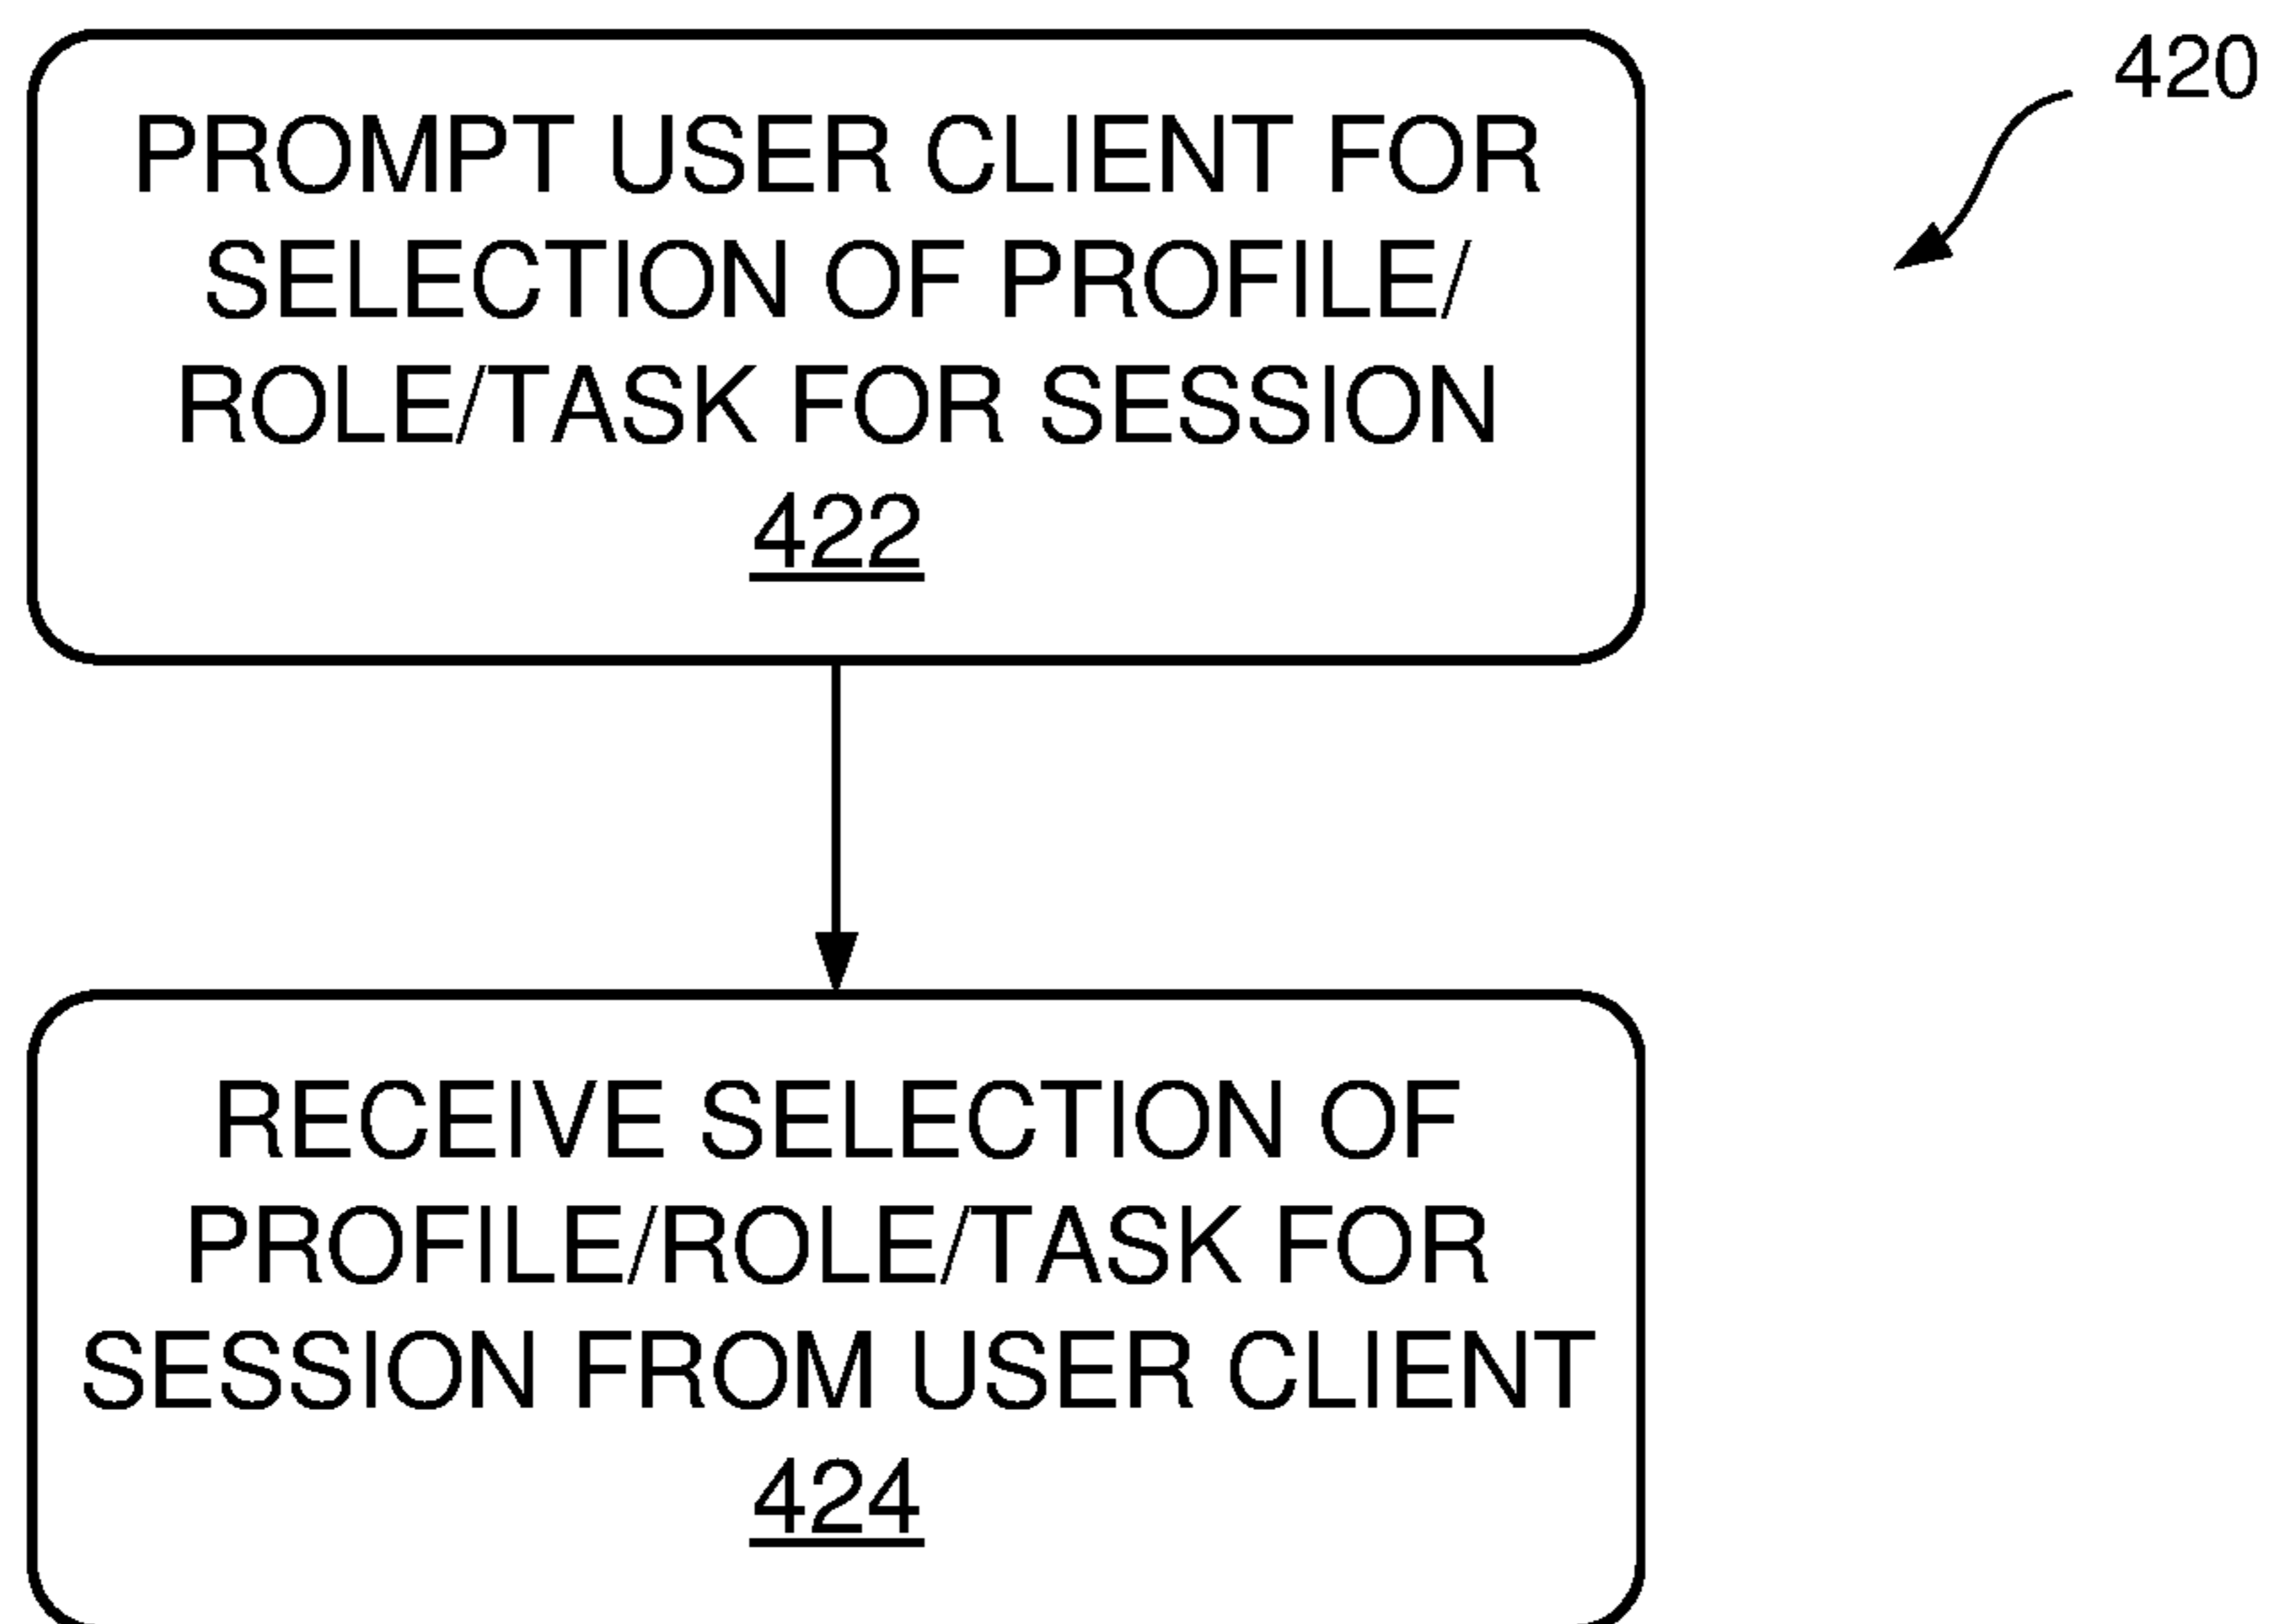 420
PROMPT USER CLIENT FOR
SELECTION OF PROFILE/
ROLE/TASK FOR SESSION
422
RECEIVE SELECTION OF
PROFILE/ROLE/TASK FOR
SESSION FROM USER CLIENT
424